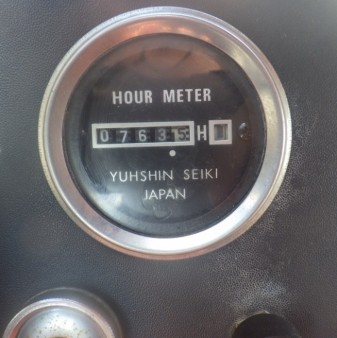 HOUR METER
0763 H
YUHSHIN SEIKI
JAPAN